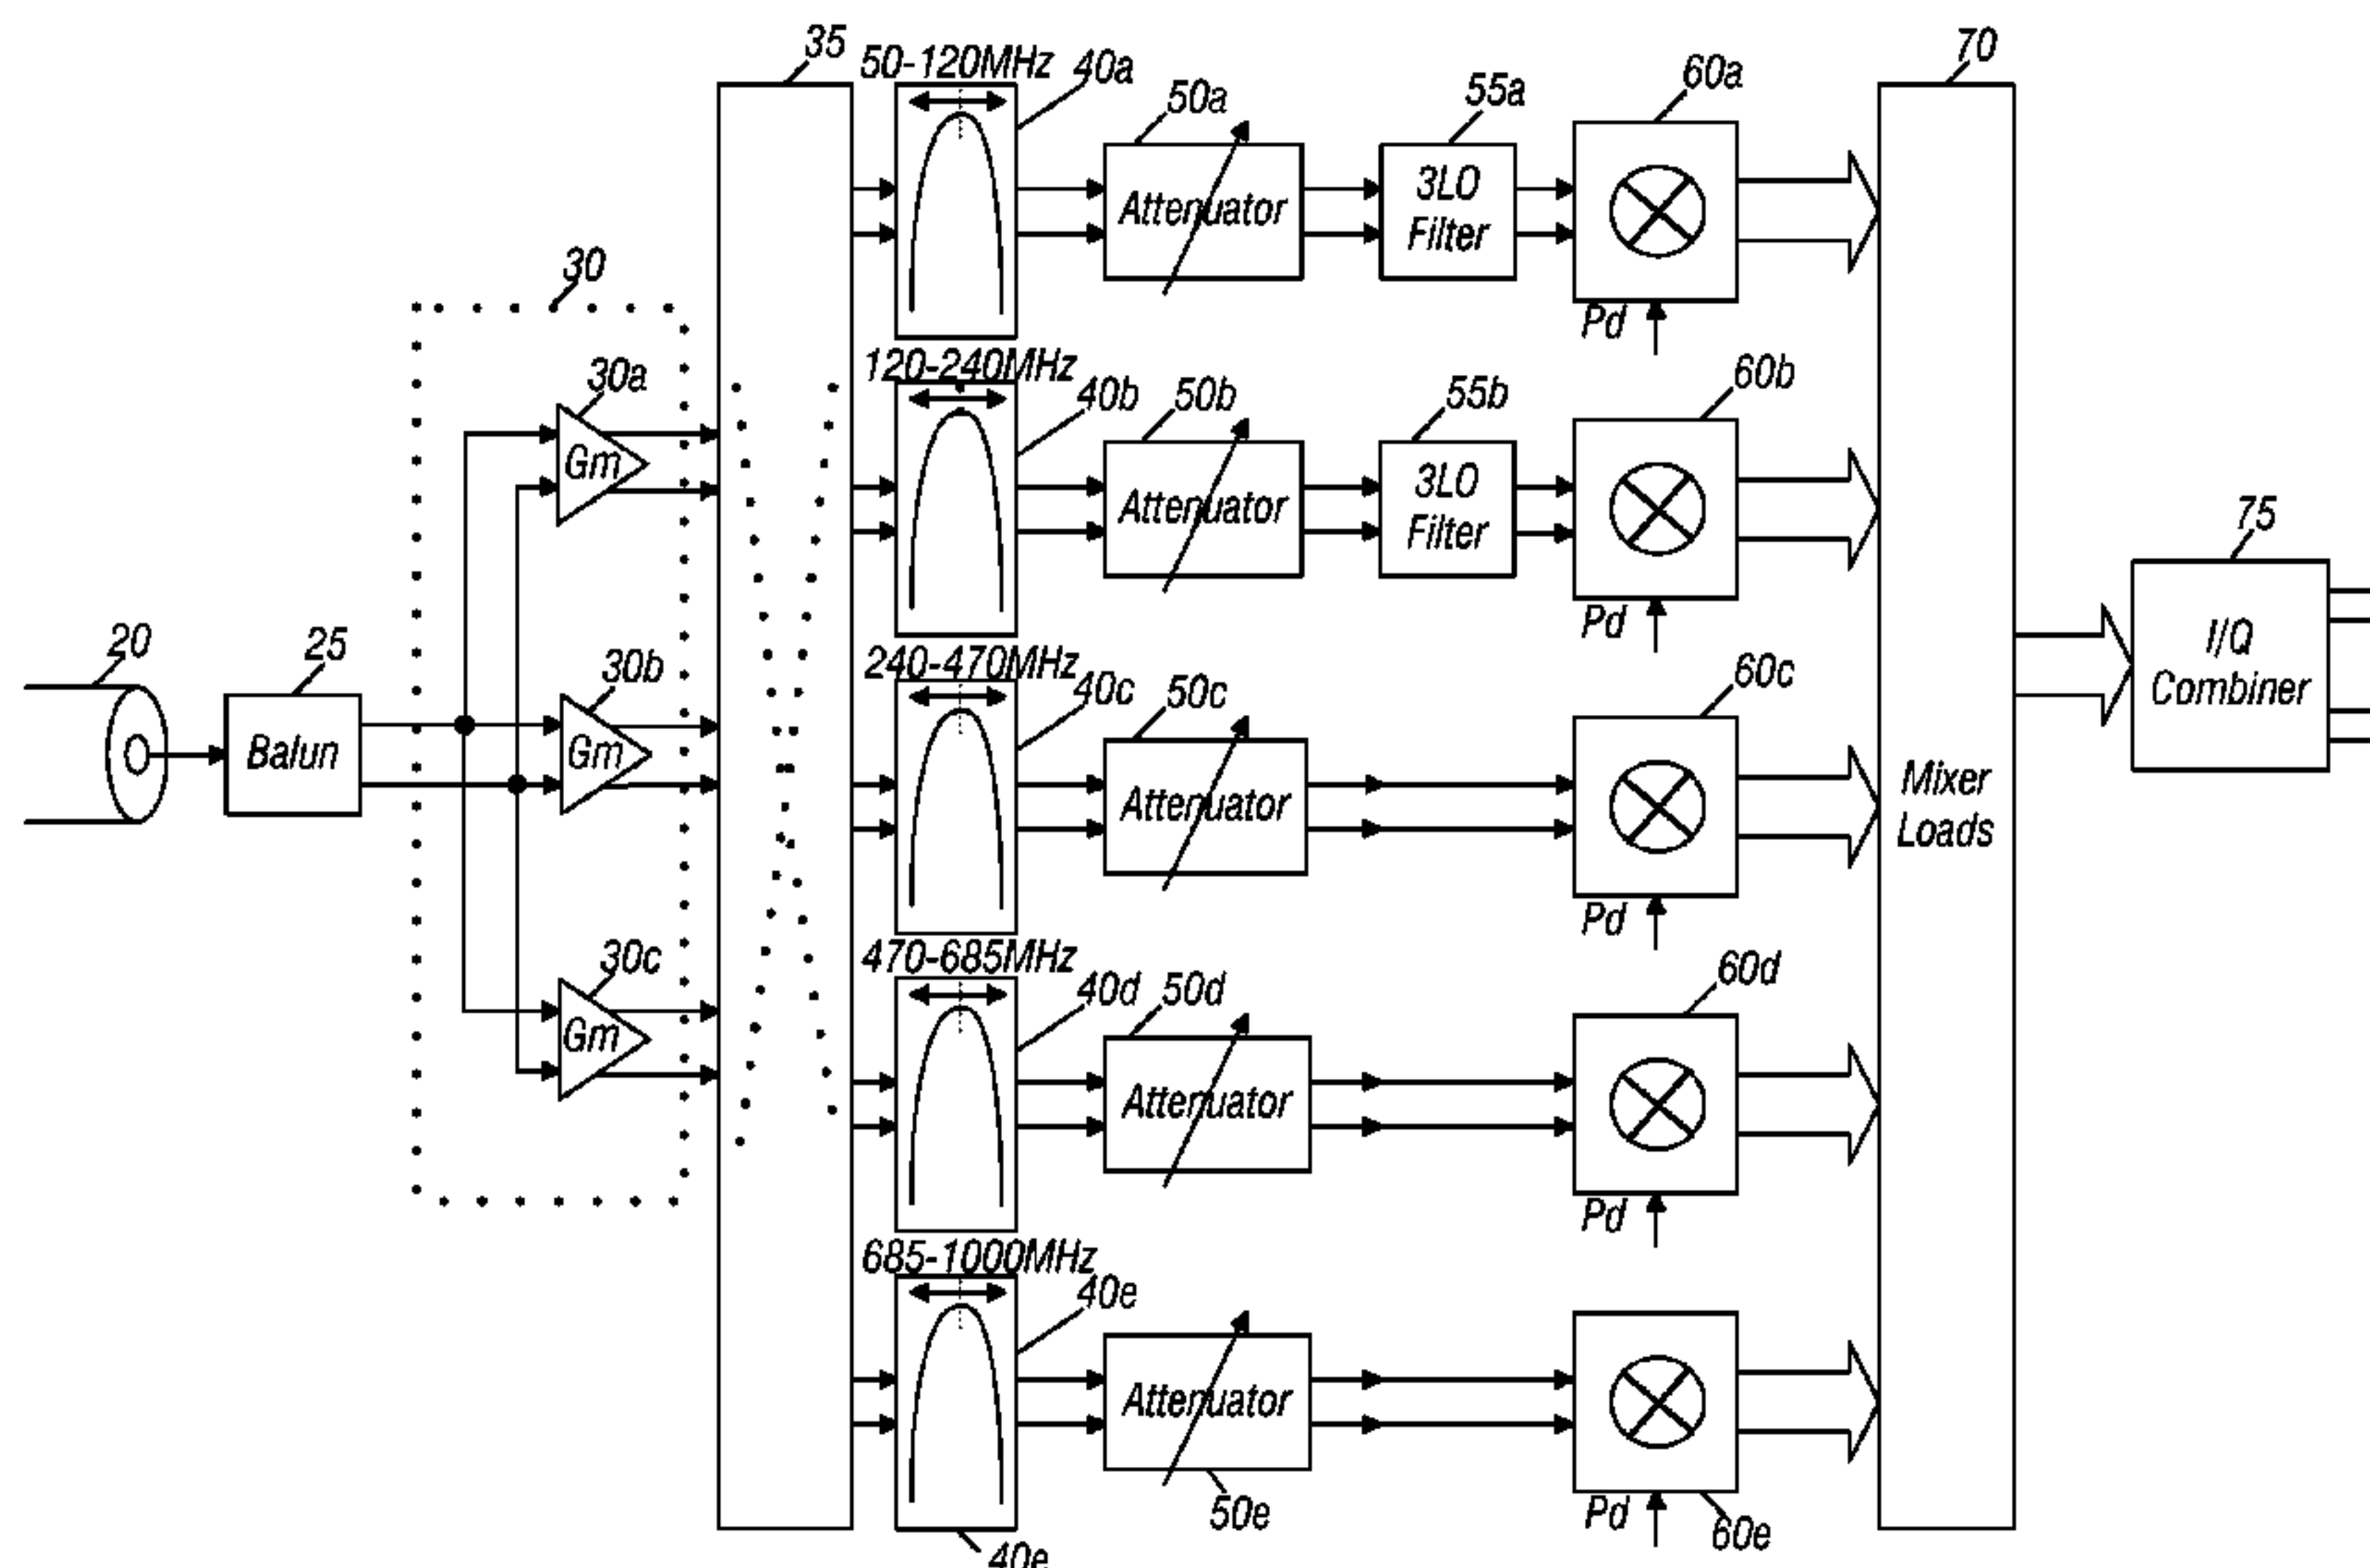 35
50-120MHz
40a
50a
55a
60a
70
Attenuator
3LO
Filter
Pd
30
30a
Gm
120-240MHz
40b
50b
55b
60b
Attenuator
3LO
Filter
Pd
20
25
Balun
30b
Gm
240-470MHz
40c
50c
60c
Attenuator
Pd
Mixer
Loads
75
I/Q
Combiner
30c
Gm
470-685MHz
40d
50d
60d
Attenuator
Pd
685-1000MHz
40e
Attenuator
50e
Pd
60e
40e